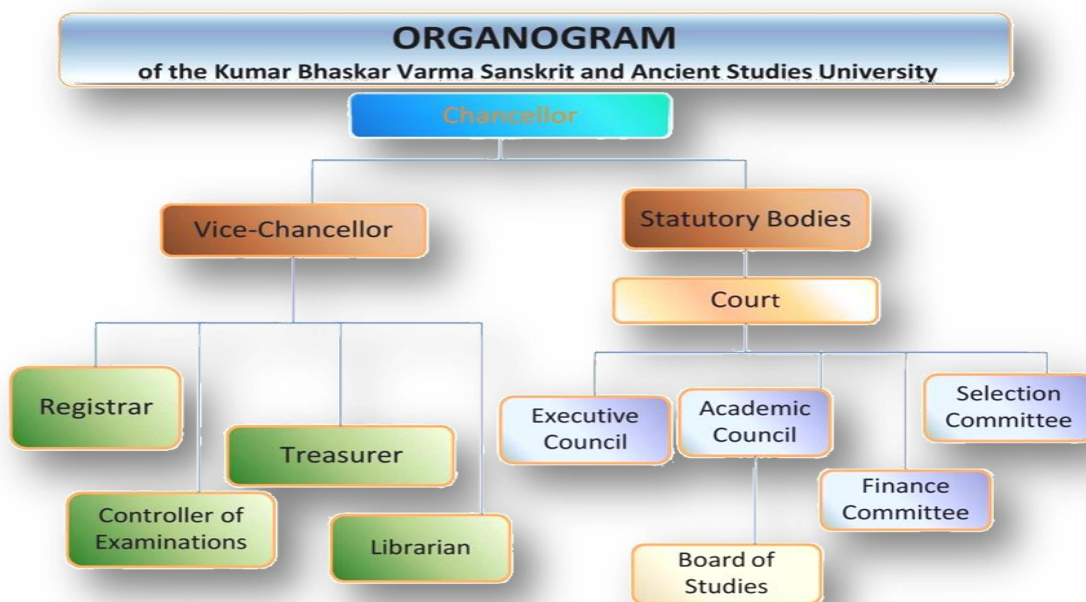 ORGANOGRAM
of the Kumar Bhaskar Varma Sanskrit and Ancient Studies University
Chancellor
Vice-Chancellor
Statutory Bodies
Court
Registrar
Controller of
Examinations
Treasurer
Librarian
Executive
Council
Academic
Council
Board of
Studies
Finance
Committee
Selection
Committee